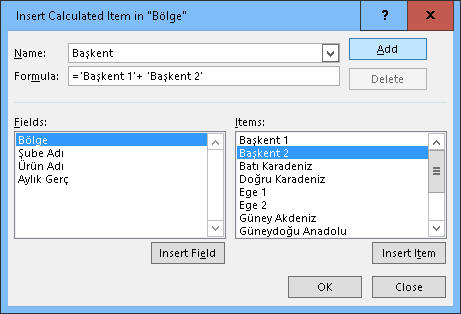 Insert Calculated Item in "Bölge"
?
Name: Başkent Add
Formula: ='Başkent 1'+ 'Başkent 2' Delete
Fields: Items:
Bölge Başkent 1
Şube Adı Başkent 2
Ürün Adı Batı Karadeniz
Aylık Gerç Doğru Karadeniz
Ege 1
Ege 2
Güney Akdeniz
Güneydoğu Anadolu
Insert Field Insert Item
OK Close